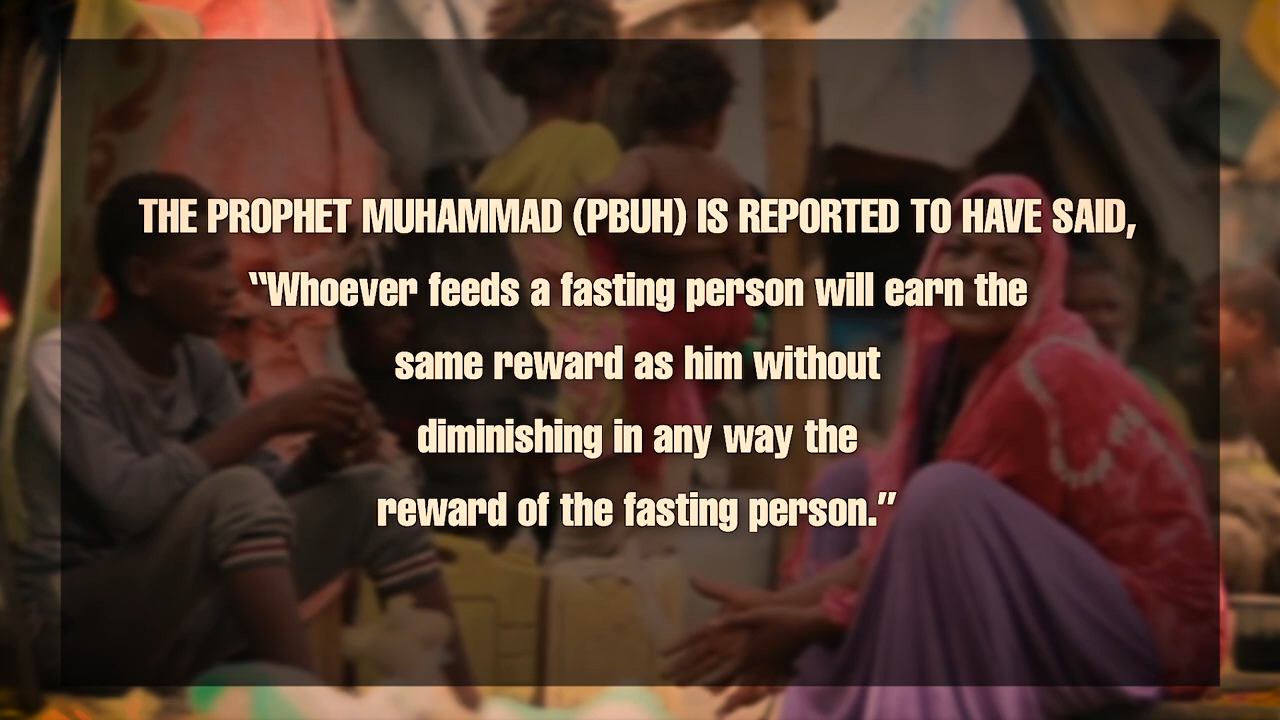 THE PROPHET MUHAMMAD (PBUH) IS REPORTED TO HAVE SAID,
“Whoever feeds a fasting person will earn the
same reward as him without
diminishing in any way the
reward of the fasting person.”